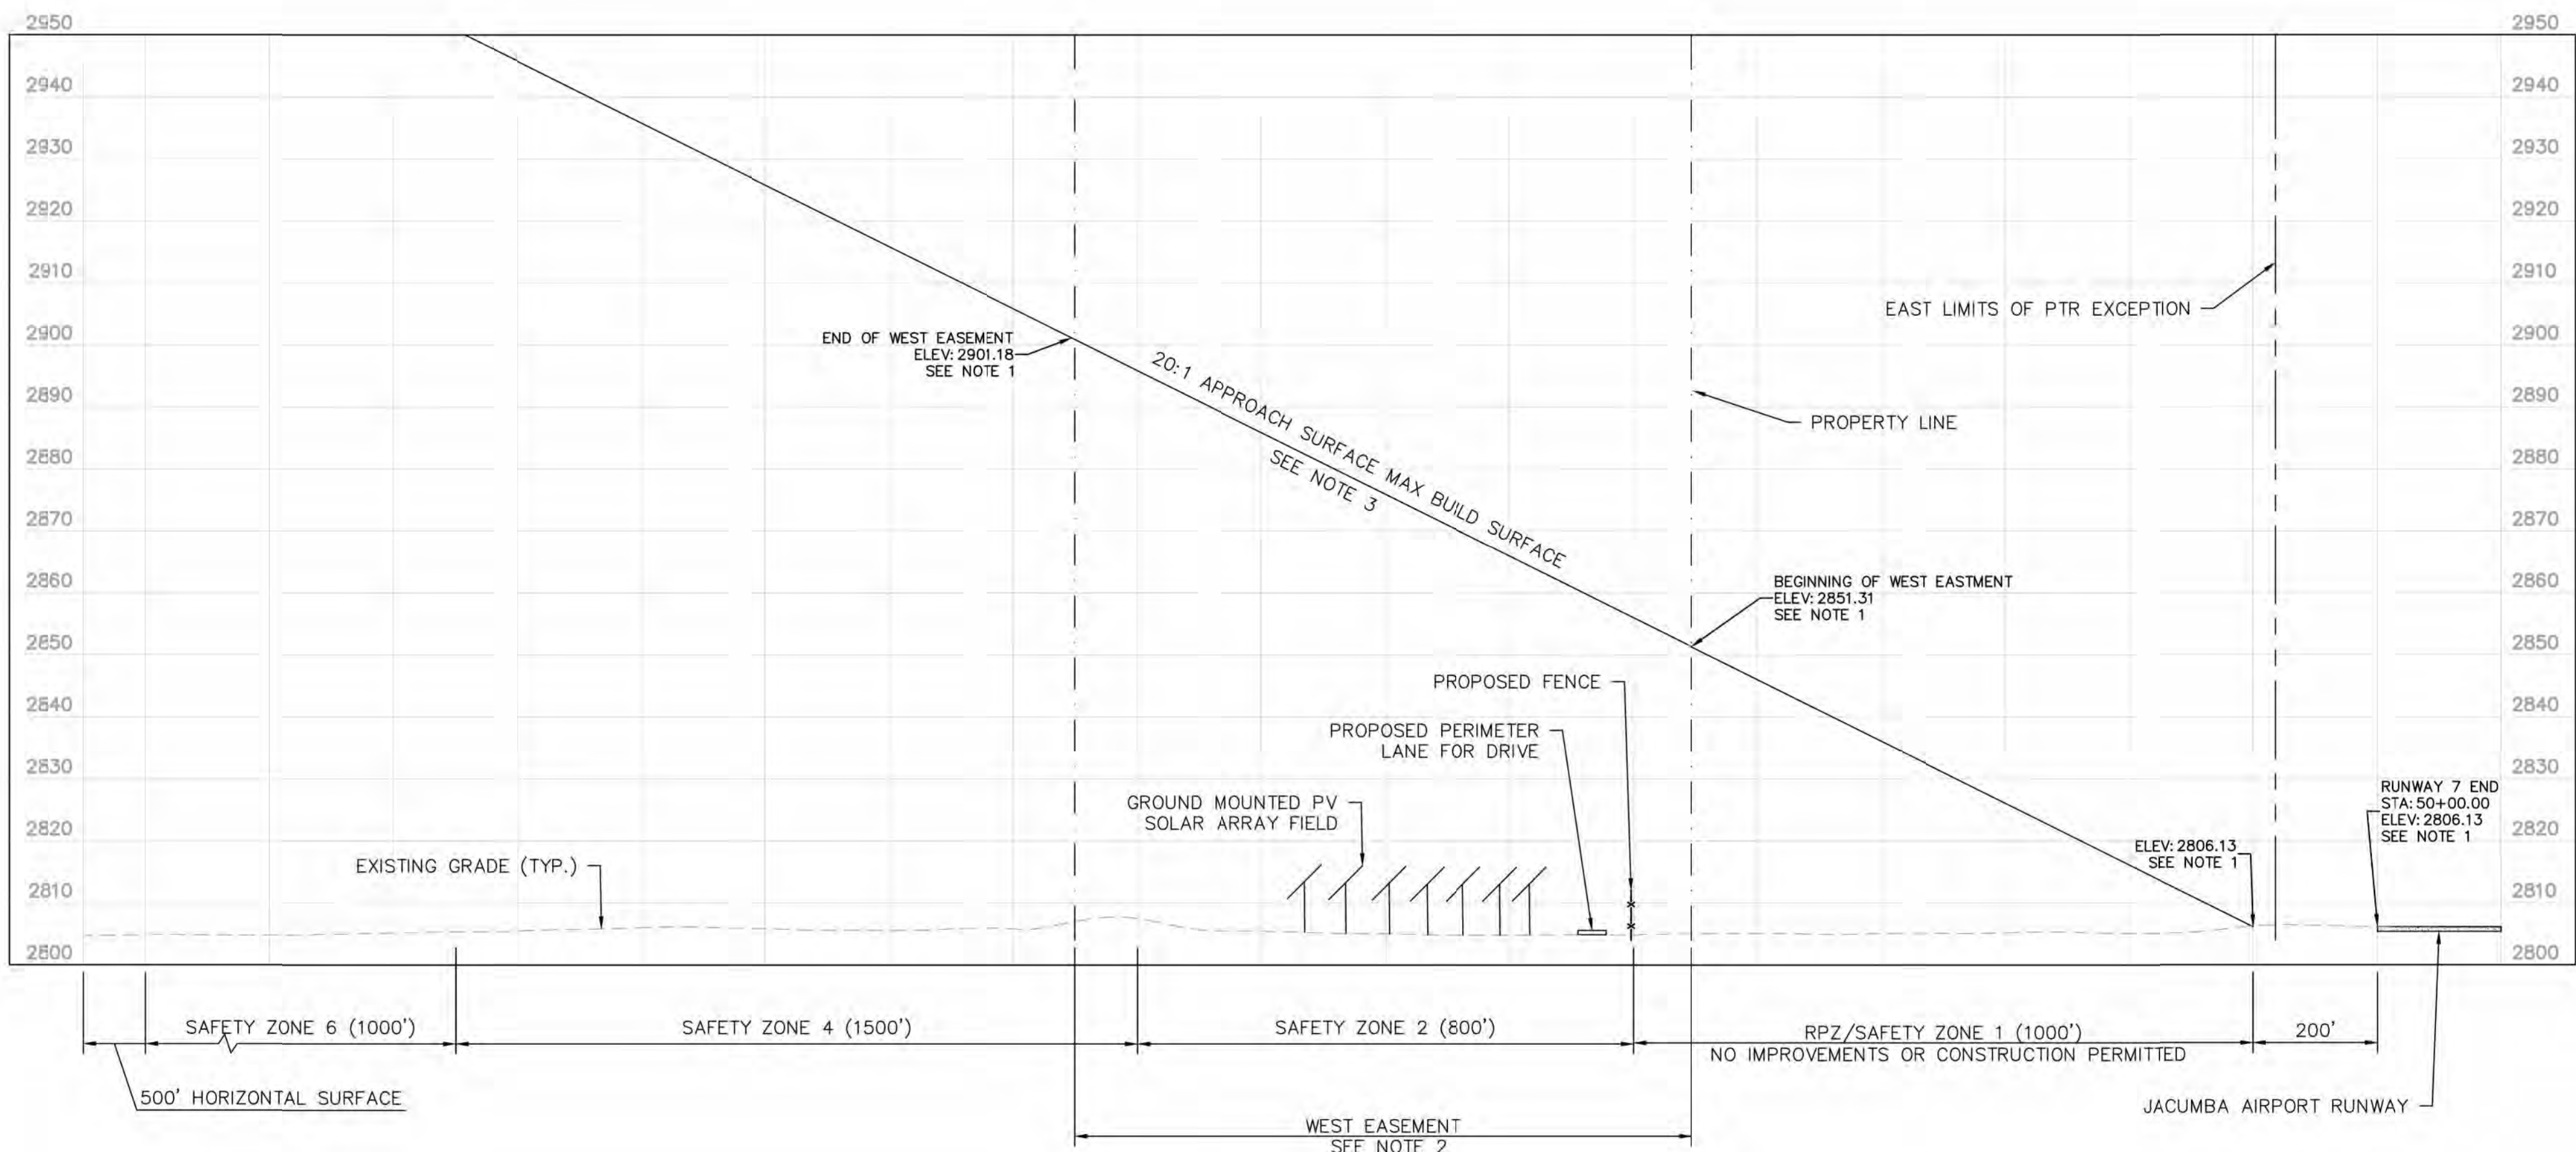 2950
2940
2930
2920
2910
2900
2890
2880
2870
2860
2850
2840
2830
2820
2810
2800
2950
2940
2930
2920
2910
2900
2890
2880
2870
2860
2850
2840
2830
2820
2810
2800
EAST LIMITS OF PTR EXCEPTION
END OF WEST EASEMENT
ELEV: 2901.18
SEE NOTE 1
20:1 APPROACH SURFACE MAX BUILD SURFACE
SEE NOTE 3
PROPERTY LINE
BEGINNING OF WEST EASTMENT
ELEV: 2851.31
SEE NOTE 1
PROPOSED FENCE
PROPOSED PERIMETER
LANE FOR DRIVE
GROUND MOUNTED PV
SOLAR ARRAY FIELD
EXISTING GRADE (TYP.)
RUNWAY 7 END
STA: 50+00.00
ELEV: 2806.13
SEE NOTE 1
ELEV: 2806.13
SEE NOTE 1
SAFETY ZONE 6 (1000')
SAFETY ZONE 4 (1500')
SAFETY ZONE 2 (800')
RPZ/SAFETY ZONE 1 (1000')
NO IMPROVEMENTS OR CONSTRUCTION PERMITTED
200'
500' HORIZONTAL SURFACE
JACUMBA AIRPORT RUNWAY
WEST EASEMENT
SEE NOTE 2